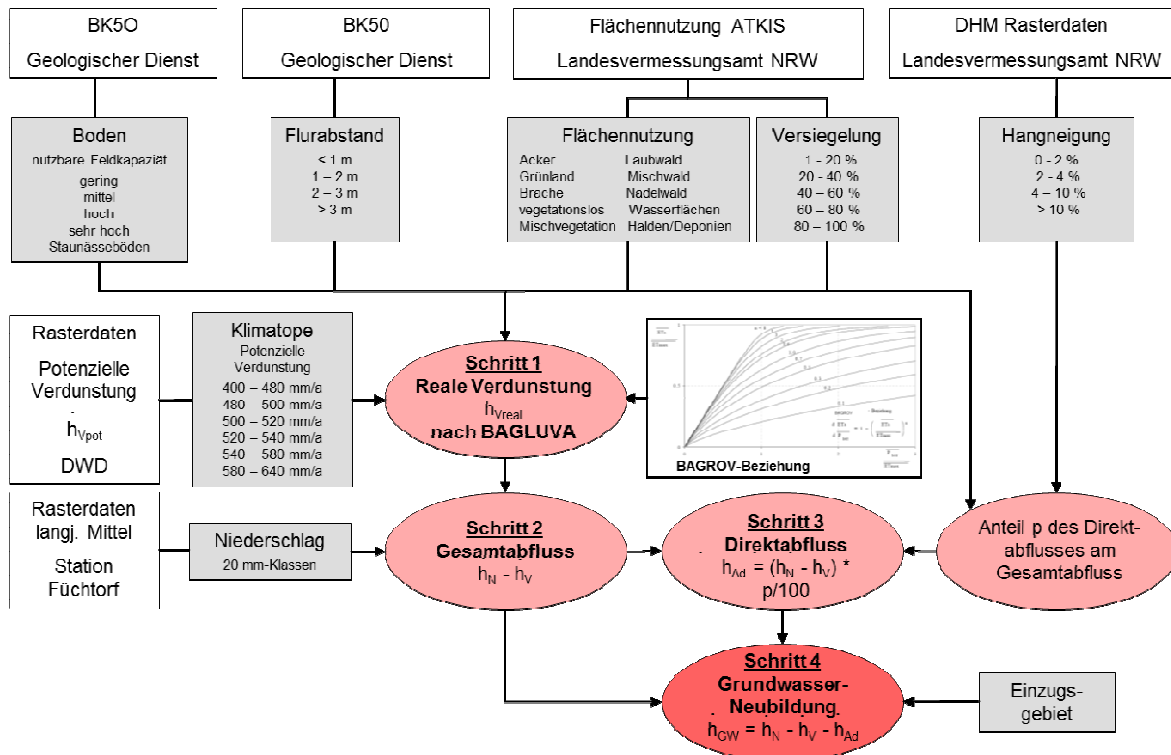 BK5O
Geologischer Dienst
BK50
Geologischer Dienst
Flächennutzung ATKIS
Landesvermessungsamt NRW
DHM Rasterdaten
Landesvermessungsamt NRW
Boden
nutzbare Feldkapaziät
gering
mittel
hoch
sehr hoch
Staunässeböden
Flurabstand
< 1 m
1 – 2 m
2 – 3 m
> 3 m
Flächennutzung
Acker Laubwald
Grünland Mischwald
Brache Nadelwald
vegetationslos Wasserflächen
Mischvegetation Halden/Deponien
Versiegelung
1 - 20 %
20 - 40 %
40 – 60 %
60 – 80 %
80 – 100 %
Hangneigung
0 - 2 %
2 - 4 %
4 – 10 %
> 10 %
Rasterdaten
Potenzielle
Verdunstung
-
hVpot
DWD
Klimatope
Potenzielle
Verdunstung
400 – 480 mm/a
480 – 500 mm/a
500 – 520 mm/a
520 – 540 mm/a
540 – 580 mm/a
580 – 640 mm/a
Schritt 1
Reale Verdunstung
hVreal
nach BAGLUVA
BAGROV-Beziehung
Rasterdaten
langj. Mittel
Station
Füchtorf
Niederschlag
20 mm-Klassen
Schritt 2
Gesamtabfluss
hN - hV
Schritt 3
Direktabfluss
hAd = (hN - hV) *
p/100
Anteil p des Direkt-
abflusses am
Gesamtabfluss
Schritt 4
Grundwasser-
Neubildung
hGW = hN - hV - hAd
Einzugs-
gebiet